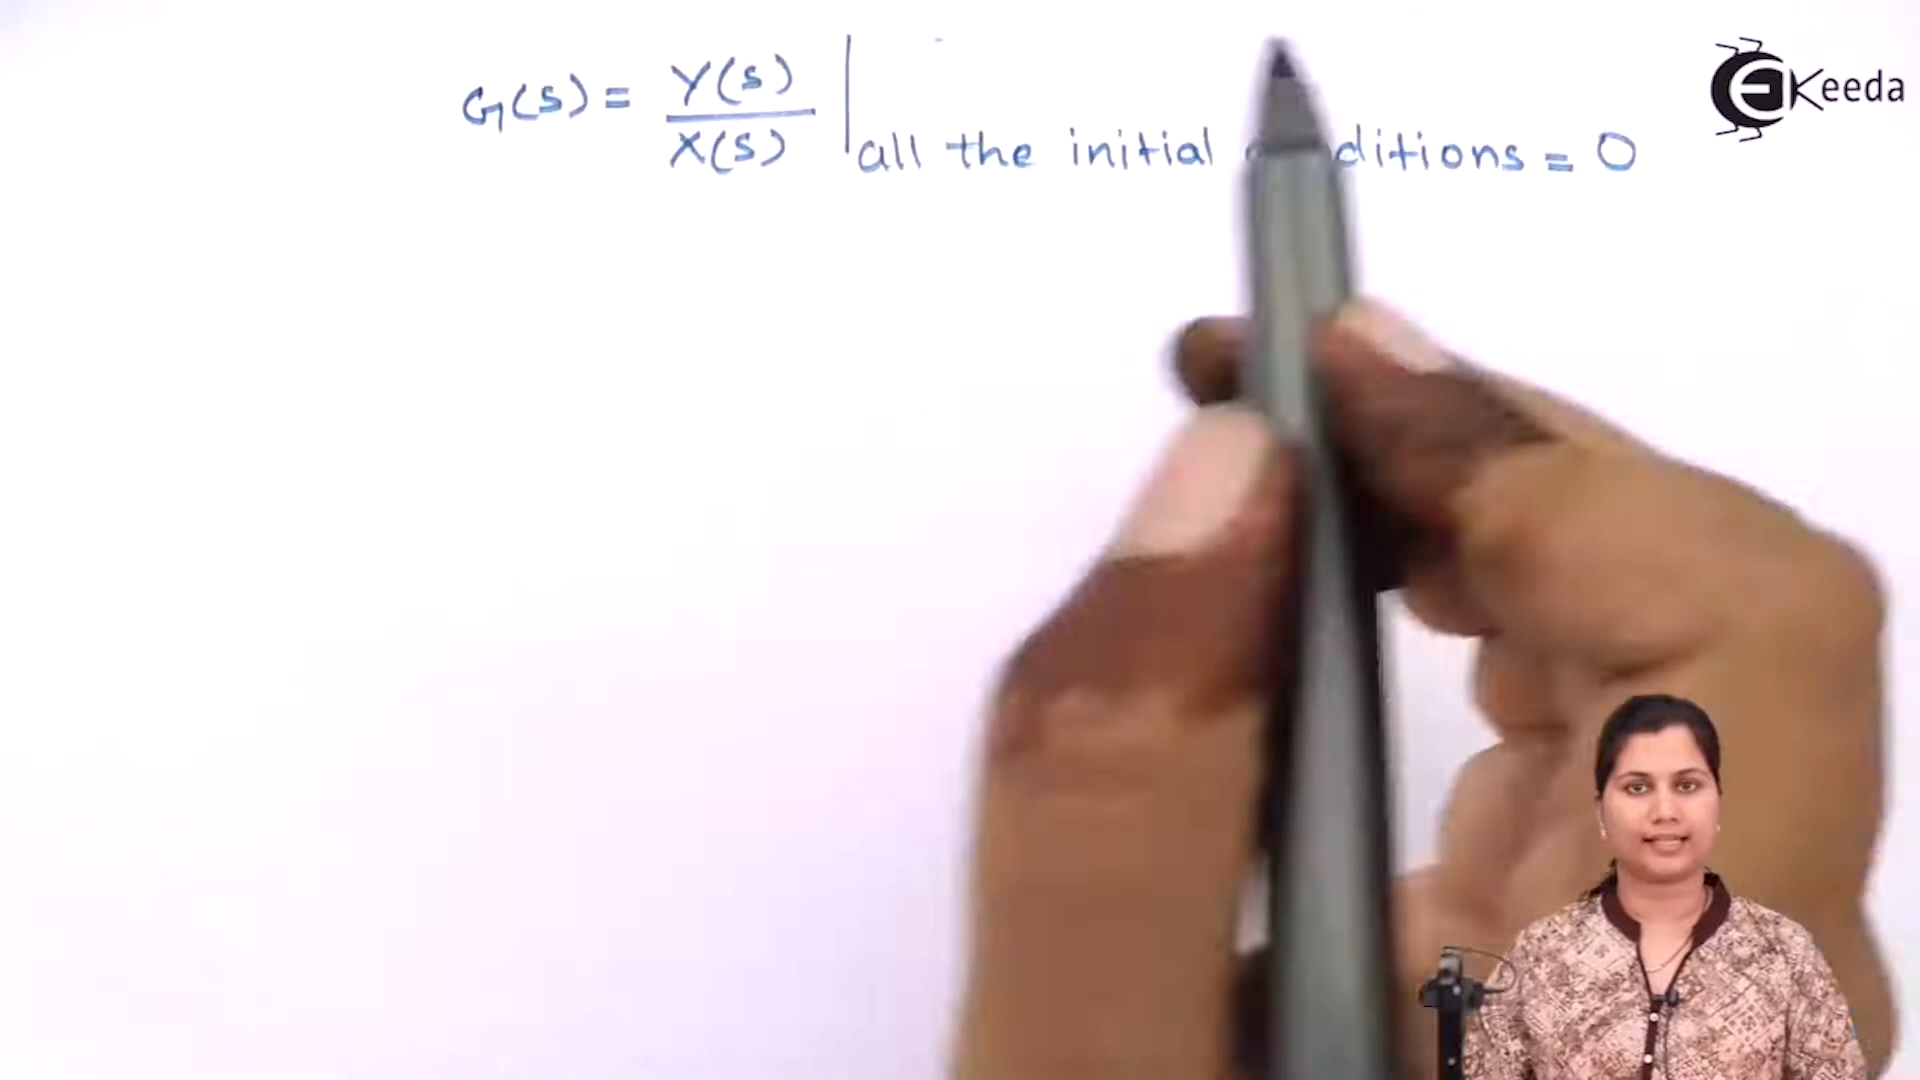 G(s) = Y(s) / X(s) | all the initial ditions = 0
EKeeda